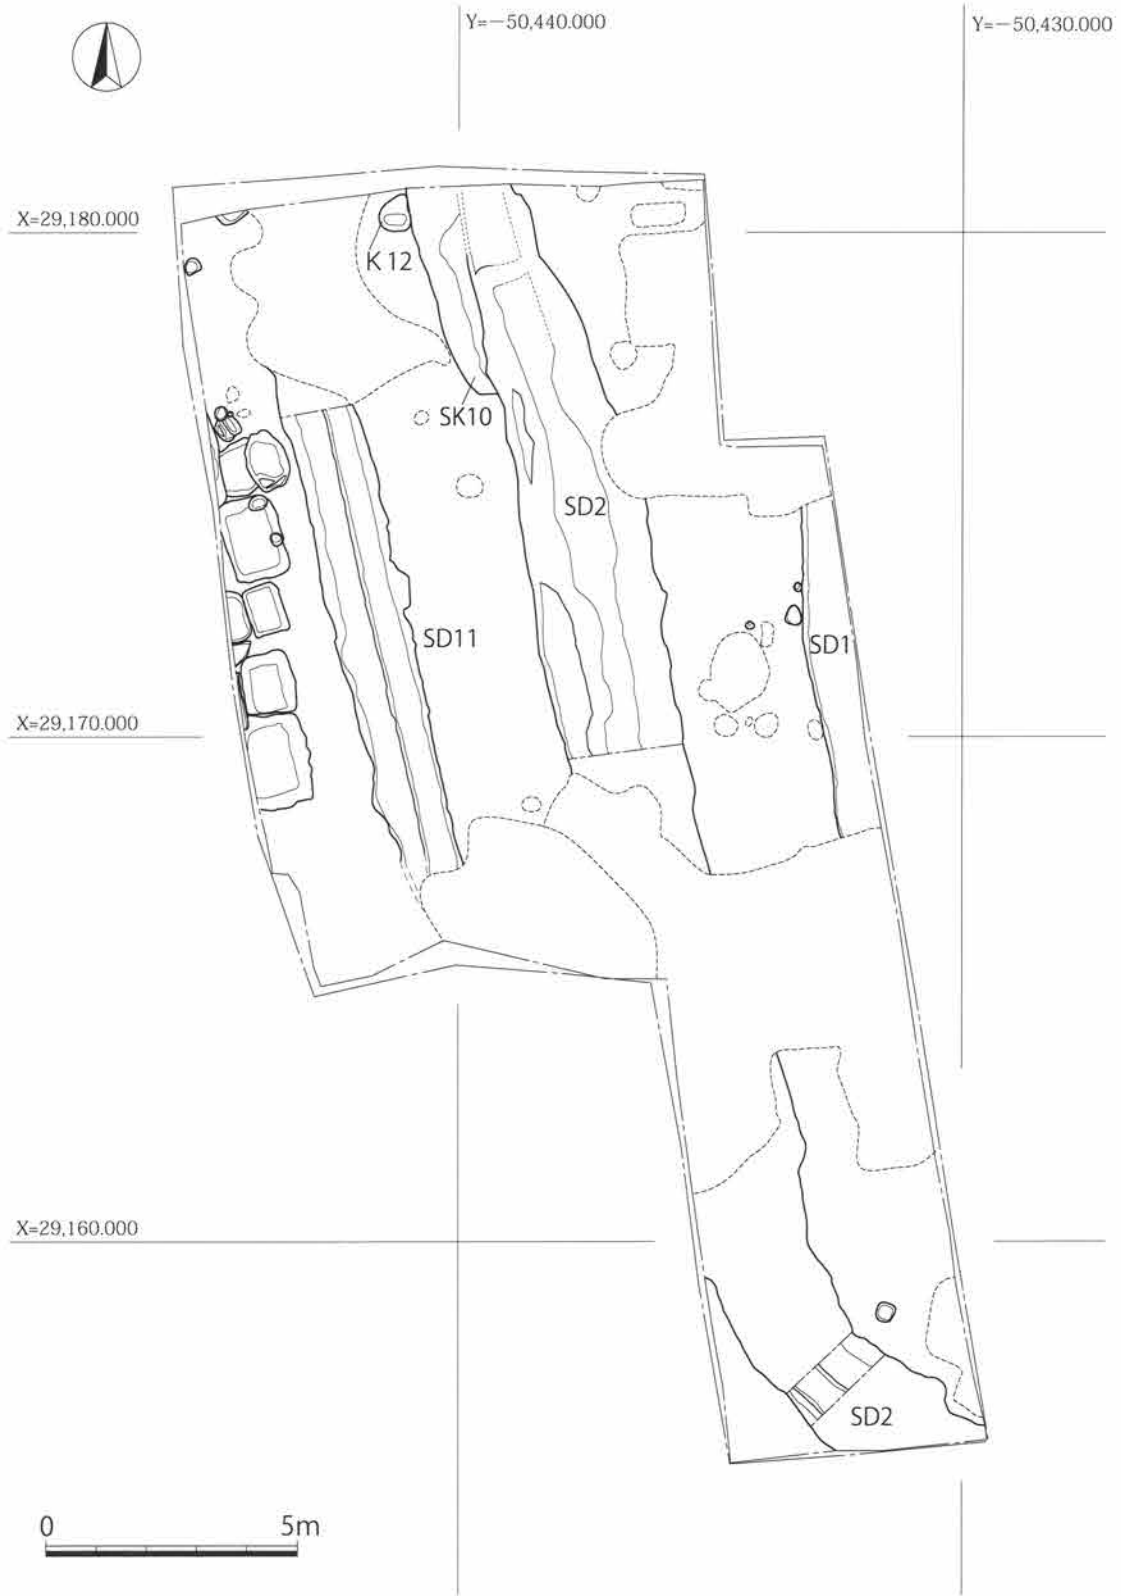 Y=−50,440.000
Y=−50,430.000
X=29,180.000
K 12
SK10
SD2
SD11
SD1
X=29,170.000
X=29,160.000
SD2
0
5m